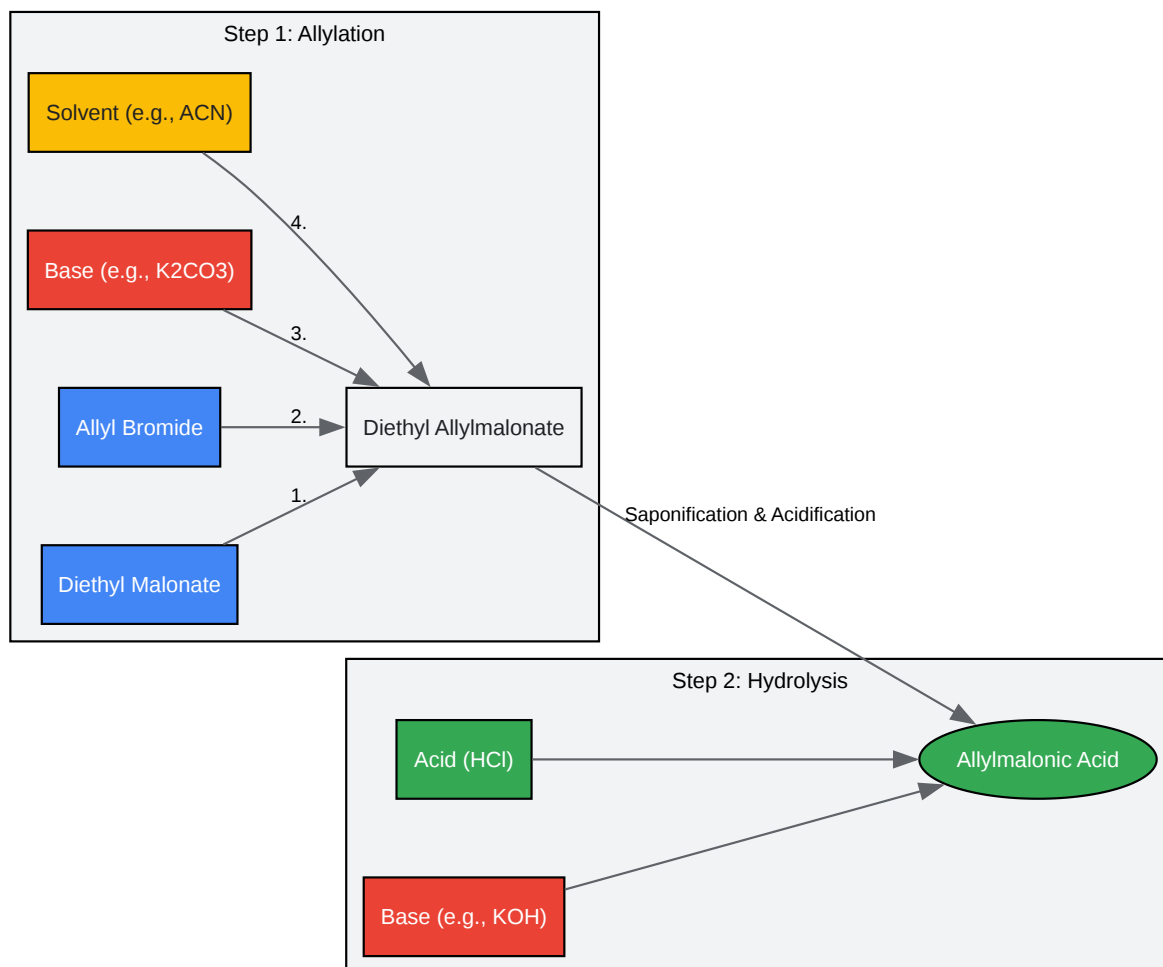 Step 1: Allylation
Solvent (e.g., ACN)
4.
Base (e.g., K2CO3)
3.
Allyl Bromide
2.
Diethyl Allylmalonate
1.
Diethyl Malonate
Saponification & Acidification
Step 2: Hydrolysis
Acid (HCl)
Allylmalonic Acid
Base (e.g., KOH)